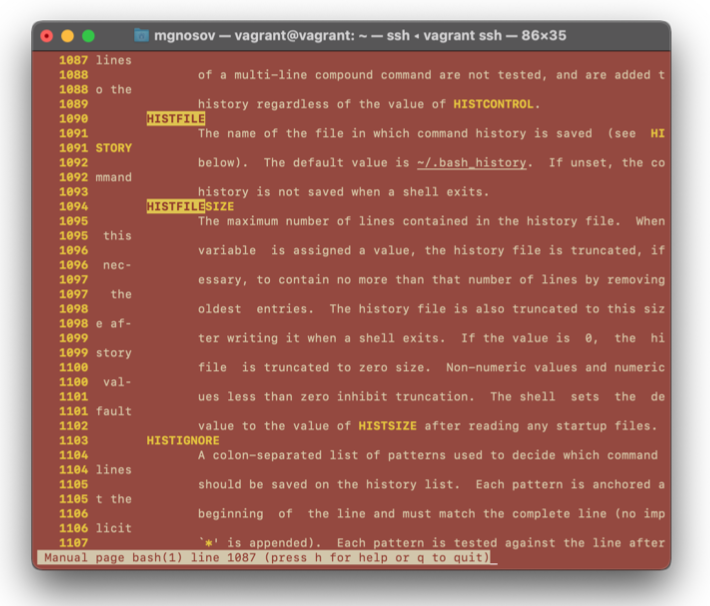 mgnosov — vagrant@vagrant: ~ — ssh ◂ vagrant ssh — 86×35
1087 lines
1088 of a multi-line compound command are not tested, and are added t
1088 o the
1089 history regardless of the value of HISTCONTROL.
1090 HISTFILE
1091 The name of the file in which command history is saved (see HI
1091 STORY
1092 below). The default value is ~/.bash_history. If unset, the co
1092 mmand
1093 history is not saved when a shell exits.
1094 HISTFILESIZE
1095 The maximum number of lines contained in the history file. When
1095 this
1096 variable is assigned a value, the history file is truncated, if
1096 nec-
1097 essary, to contain no more than that number of lines by removing
1097 the
1098 oldest entries. The history file is also truncated to this siz
1098 e af-
1099 ter writing it when a shell exits. If the value is 0, the hi
1099 story
1100 file is truncated to zero size. Non-numeric values and numeric
1100 val-
1101 ues less than zero inhibit truncation. The shell sets the de
1101 fault
1102 value to the value of HISTSIZE after reading any startup files.
1103 HISTIGNORE
1104 A colon-separated list of patterns used to decide which command
1104 lines
1105 should be saved on the history list. Each pattern is anchored a
1105 t the
1106 beginning of the line and must match the complete line (no imp
1106 licit
1107 `*' is appended). Each pattern is tested against the line after
Manual page bash(1) line 1087 (press h for help or q to quit)